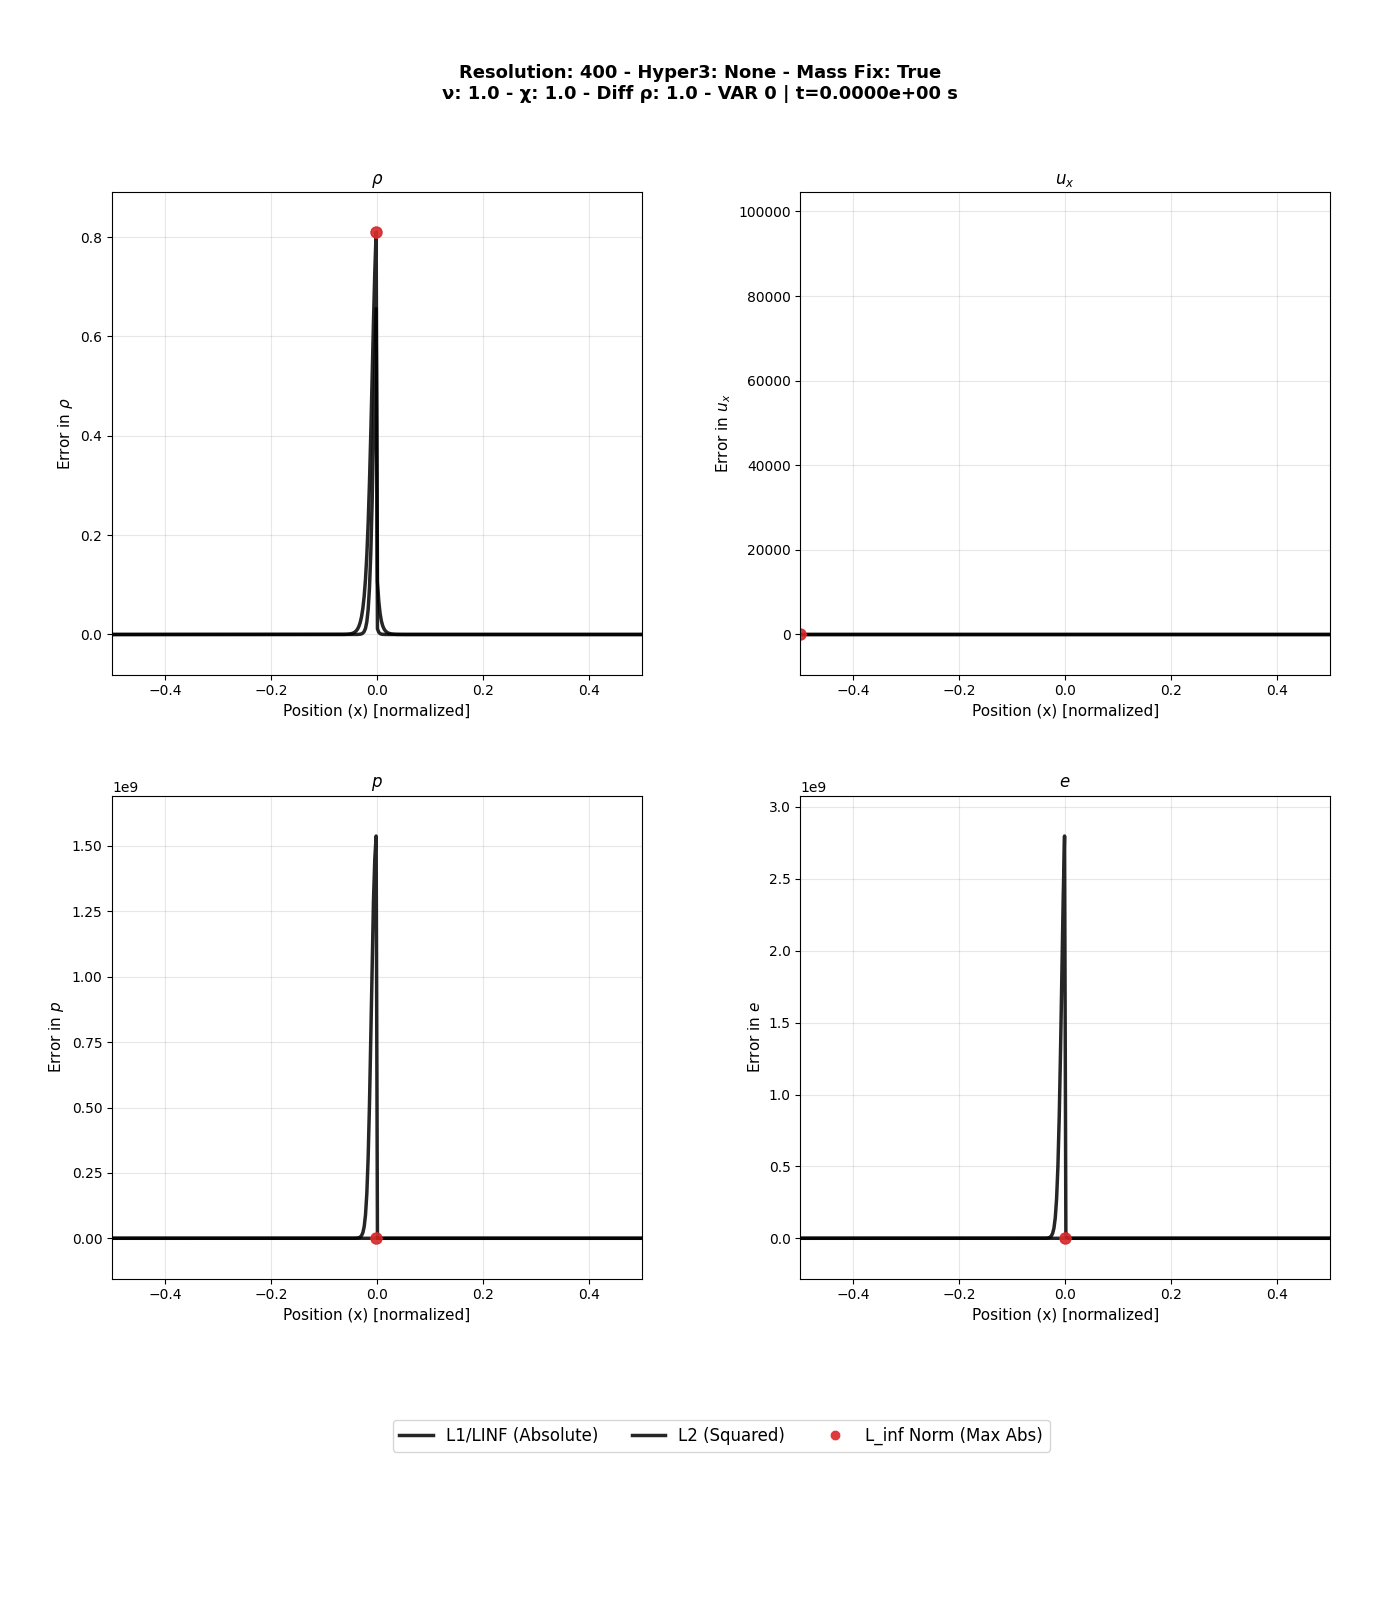 Resolution: 400 - Hyper3: None - Mass Fix: True
ν: 1.0 - χ: 1.0 - Diff ρ: 1.0 - VAR 0 | t=0.0000e+00 s
ρ
Error in ρ
0.8
0.6
0.4
0.2
0.0
−0.4 −0.2 0.0 0.2 0.4
Position (x) [normalized]
u_x
Error in u_x
100000
80000
60000
40000
20000
0
−0.4 −0.2 0.0 0.2 0.4
Position (x) [normalized]
p
1e9
Error in p
1.50
1.25
1.00
0.75
0.50
0.25
0.00
−0.4 −0.2 0.0 0.2 0.4
Position (x) [normalized]
e
1e9
Error in e
3.0
2.5
2.0
1.5
1.0
0.5
0.0
−0.4 −0.2 0.0 0.2 0.4
Position (x) [normalized]
L1/LINF (Absolute) L2 (Squared) L_inf Norm (Max Abs)